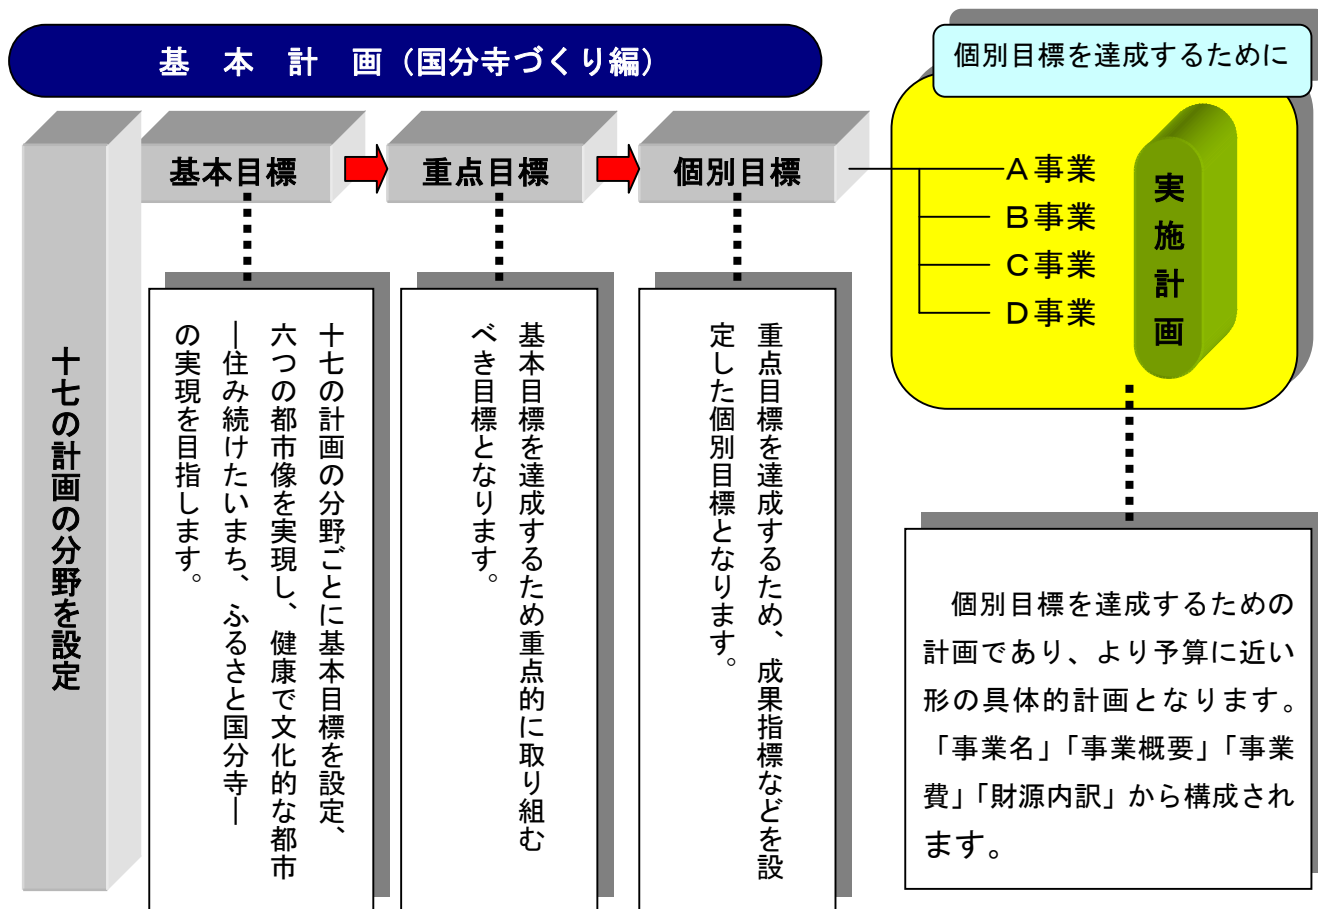 基　本　計　画（国分寺づくり編）
個別目標を達成するために
十七の計画の分野を設定
基本目標
重点目標
個別目標
A事業
B事業
C事業
D事業
実施計画
十七の計画の分野ごとに基本目標を設定、
六つの都市像を実現し、健康で文化的な都市
―住み続けたいまち、ふるさと国分寺―
の実現を目指します。
基本目標を達成するため重点的に取り組む
べき目標となります。
重点目標を達成するため、成果指標などを設
定した個別目標となります。
　個別目標を達成するための
計画であり、より予算に近い
形の具体的計画となります。
「事業名」「事業概要」「事業
費」「財源内訳」から構成され
ます。